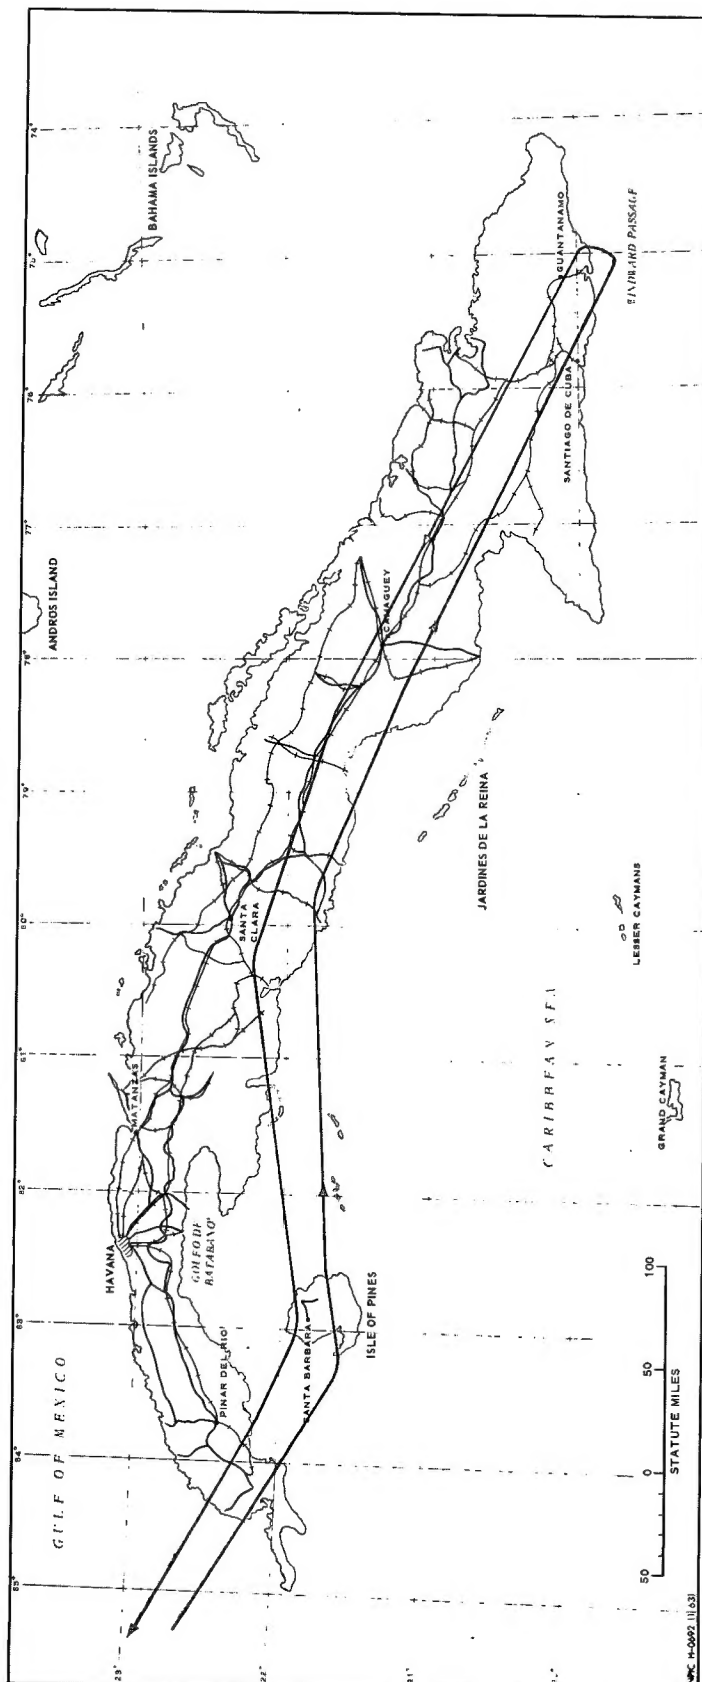 85°
84°
83°
82°
81°
80°
79°
78°
77°
76°
75°
74°
23°
22°
21°
GULF OF MEXICO
HAVANA
MATANZAS
ANDROS ISLAND
BAHAMA ISLANDS
PINAR DEL RIO
GOLFO DE
BATABANO
SANTA
CLARA
SANTA BARBARA
ISLE OF PINES
CAMAGUEY
GUANTANAMO
SANTIAGO DE CUBA
WINDWARD PASSAGE
JARDINES DE LA REINA
CARIBBEAN SEA
LESSER CAYMANS
GRAND CAYMAN
50 0 50 100
STATUTE MILES